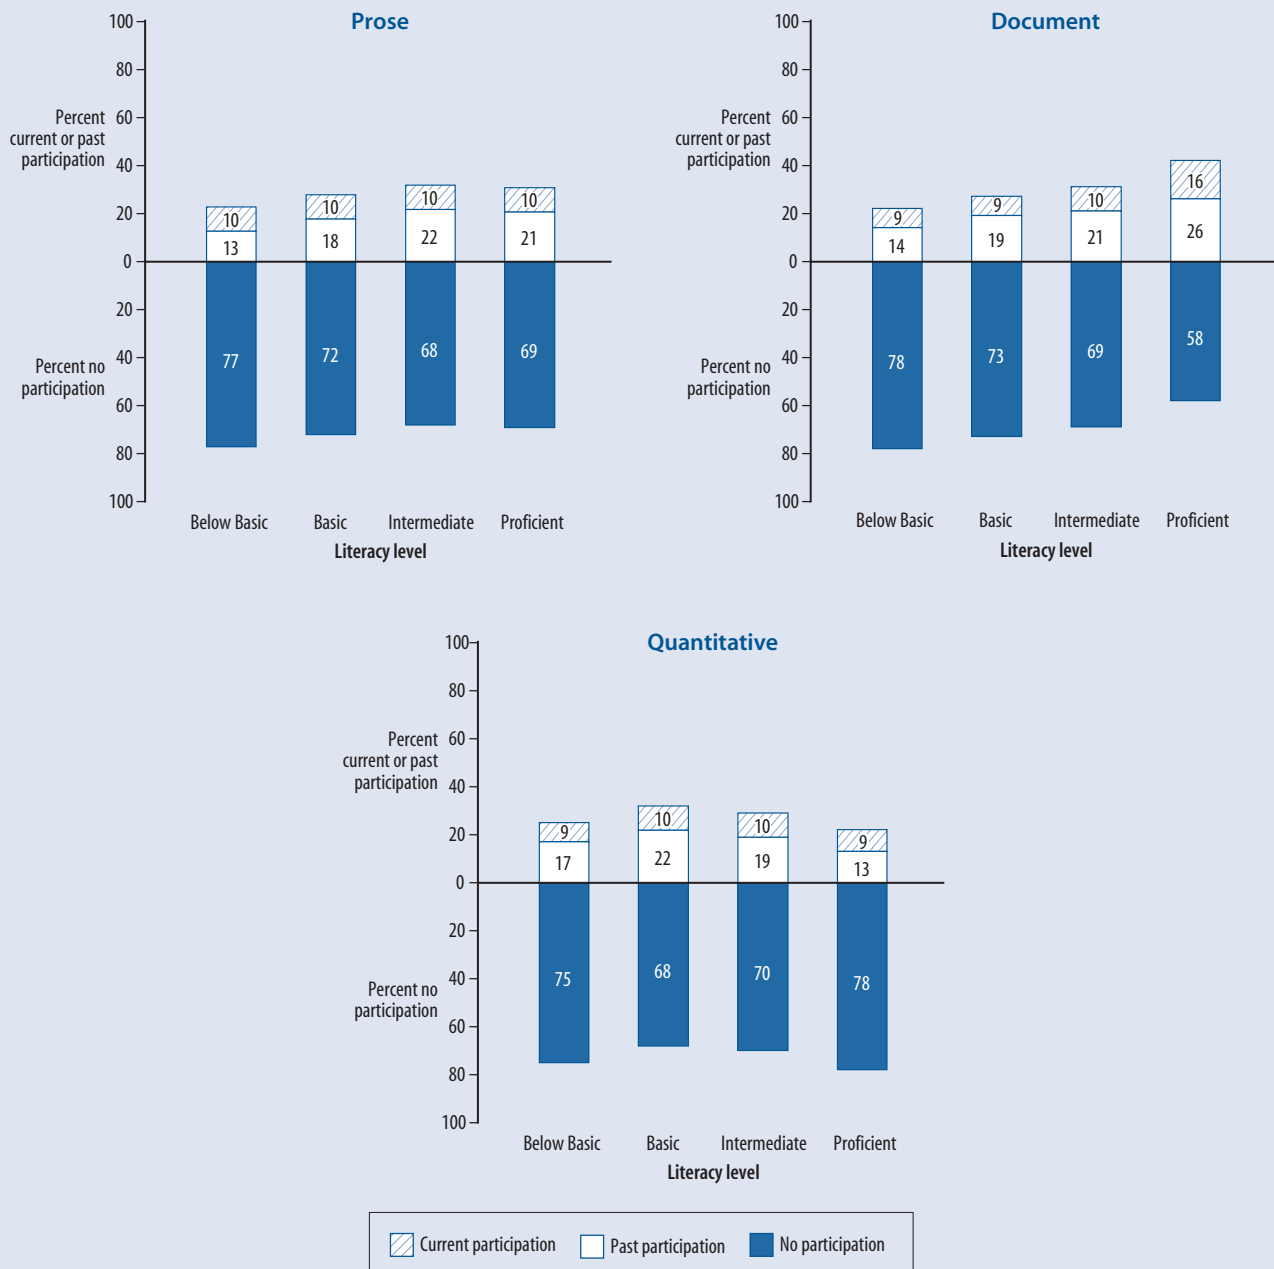 Prose
100
80
60
40
20
0
20
40
60
80
100
Percent
current or past
participation
Percent no
participation
10
13
10
18
10
22
10
21
77
72
68
69
Below Basic Basic Intermediate Proficient
Literacy level
Document
100
80
60
40
20
0
20
40
60
80
100
Percent
current or past
participation
Percent no
participation
9
14
9
19
10
21
16
26
78
73
69
58
Below Basic Basic Intermediate Proficient
Literacy level
Quantitative
100
80
60
40
20
0
20
40
60
80
100
Percent
current or past
participation
Percent no
participation
9
17
10
22
10
19
9
13
75
68
70
78
Below Basic Basic Intermediate Proficient
Literacy level
Current participation Past participation No participation